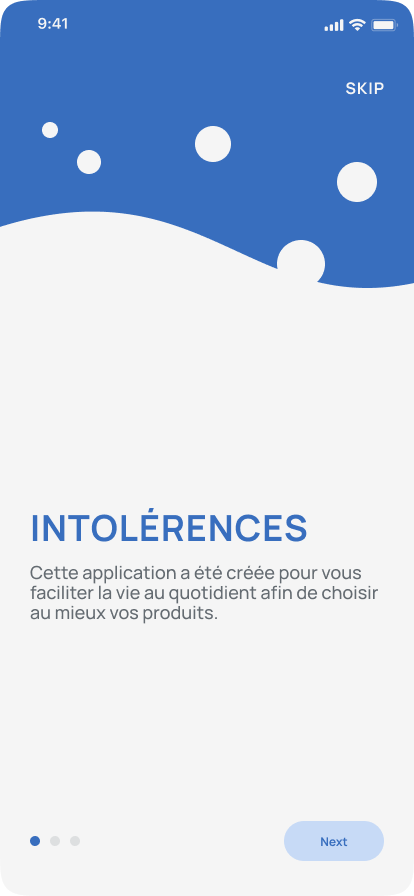 9:41
SKIP
INTOLÉRENCES
Cette application a été créée pour vous
faciliter la vie au quotidient afin de choisir
au mieux vos produits.
Next